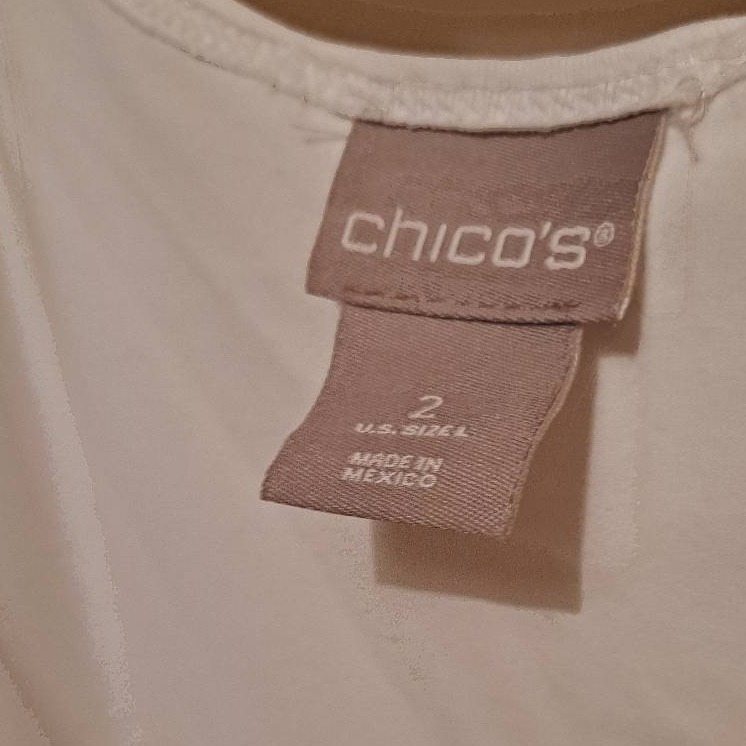 chico's®
2
U.S. SIZE L
MADE IN
MEXICO